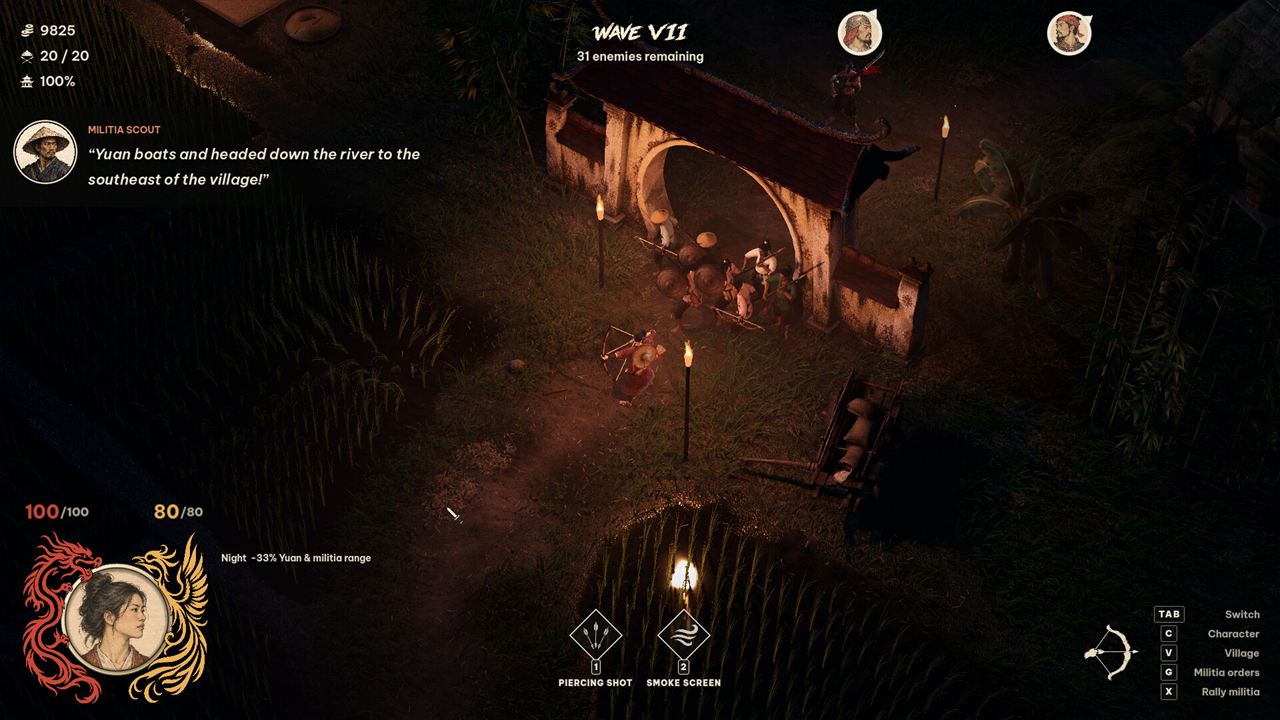 9825
20 / 20
100%
WAVE VII
31 enemies remaining
MILITIA SCOUT
“Yuan boats and headed down the river to the
southeast of the village!”
100/100
80/80
Night -33% Yuan & militia range
1
PIERCING SHOT
2
SMOKE SCREEN
TAB Switch
C Character
V Village
G Militia orders
X Rally militia